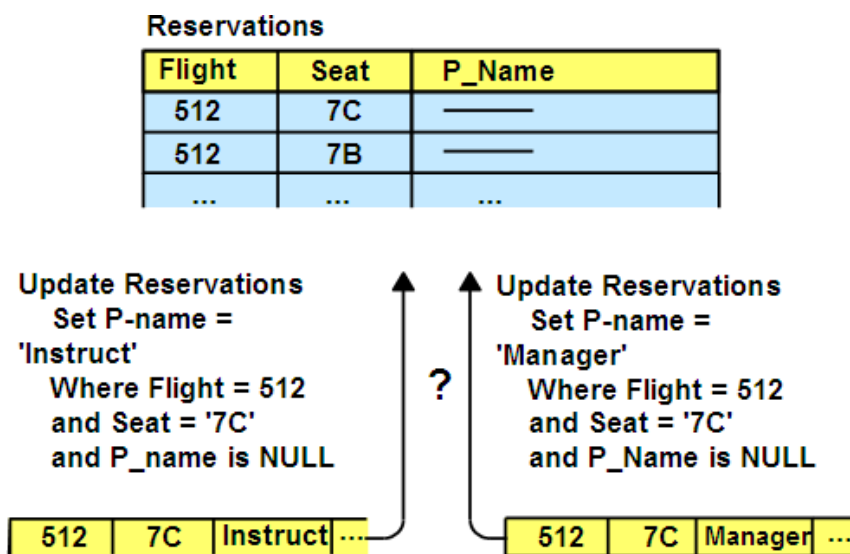 Reservations
Flight Seat P_Name
512 7C
512 7B
... ... ...
Update Reservations
Set P-name =
'Instruct'
Where Flight = 512
and Seat = '7C'
and P_name is NULL
?
Update Reservations
Set P-name =
'Manager'
Where Flight = 512
and Seat = '7C'
and P_Name is NULL
512 7C Instruct ...
512 7C Manager ...